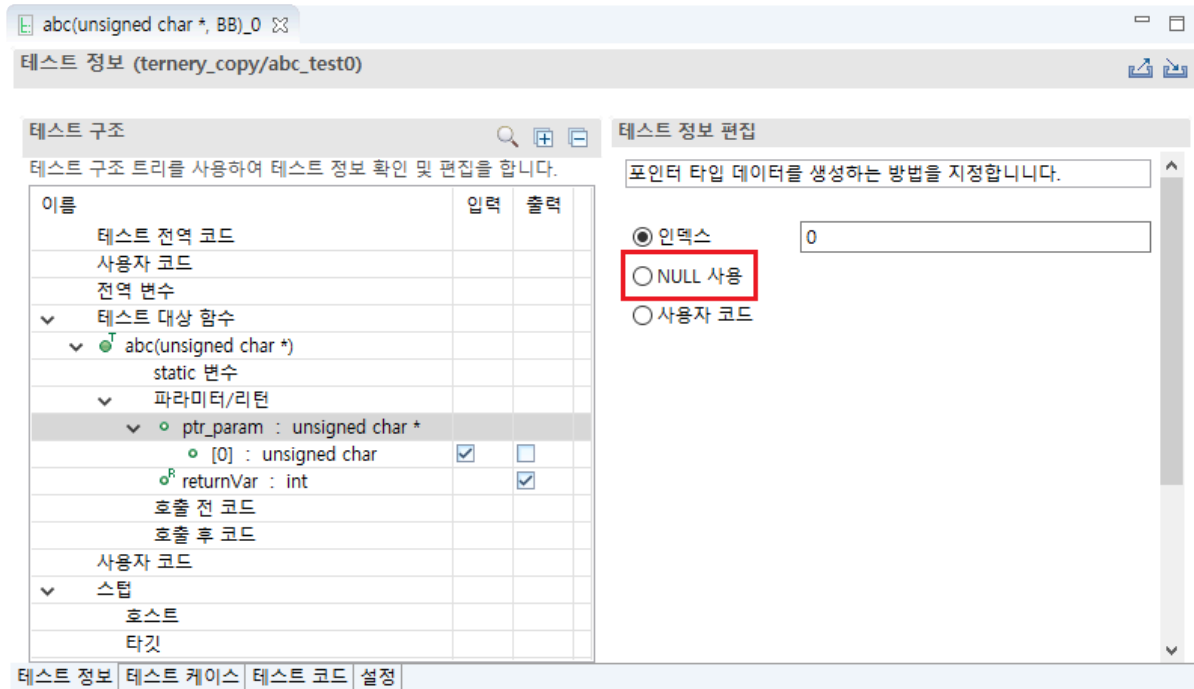 abc(unsigned char *, BB)_0
테스트 정보 (ternery_copy/abc_test0)
테스트 구조
테스트 구조 트리를 사용하여 테스트 정보 확인 및 편집을 합니다.
이름 입력 출력
테스트 전역 코드
사용자 코드
전역 변수
테스트 대상 함수
T abc(unsigned char *)
static 변수
파라미터/리턴
ptr_param : unsigned char *
[0] : unsigned char
R returnVar : int
호출 전 코드
호출 후 코드
사용자 코드
스텁
호스트
타깃
테스트 정보 편집
포인터 타입 데이터를 생성하는 방법을 지정합니니다.
인덱스 0
NULL 사용
사용자 코드
테스트 정보 테스트 케이스 테스트 코드 설정